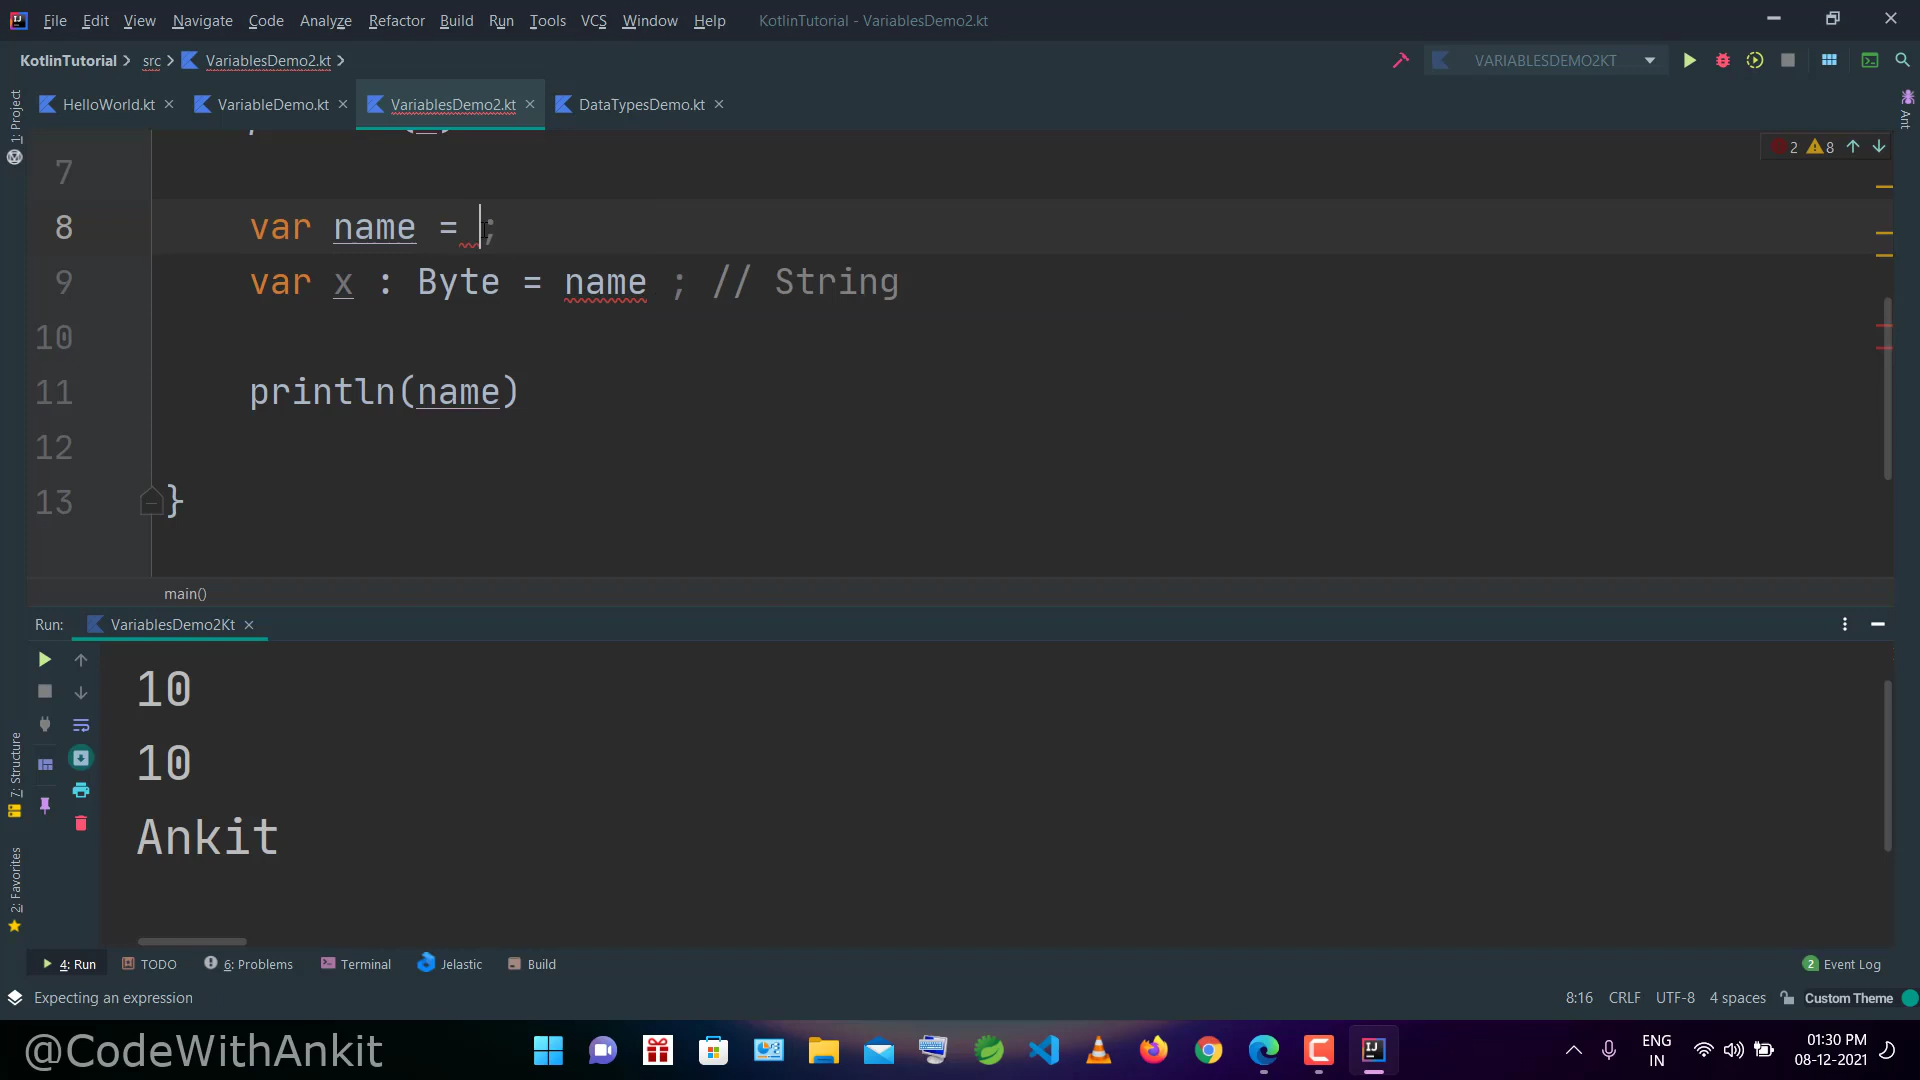 File Edit View Navigate Code Analyze Refactor Build Run Tools VCS Window Help KotlinTutorial - VariablesDemo2.kt
KotlinTutorial src VariablesDemo2.kt VARIABLESDEMO2KT
HelloWorld.kt VariableDemo.kt VariablesDemo2.kt DataTypesDemo.kt
1: Project
Ant
2 8
7
8 var name = ;
9 var x : Byte = name ; // String
10
11 println(name)
12
13 }
main()
Run: VariablesDemo2Kt
10
10
Ankit
7: Structure
2: Favorites
4: Run TODO 6: Problems Terminal Jelastic Build 2 Event Log
Expecting an expression 8:16 CRLF UTF-8 4 spaces Custom Theme
@CodeWithAnkit
ENG
IN
01:30 PM
08-12-2021